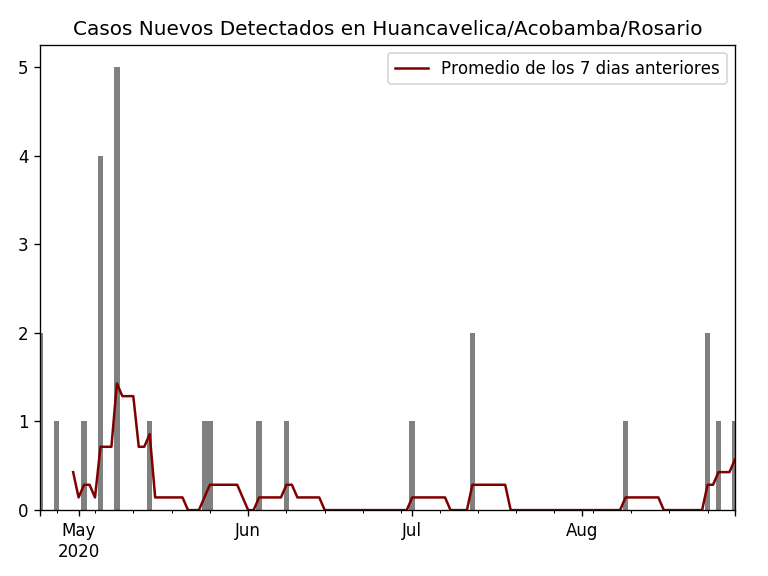 Casos Nuevos Detectados en Huancavelica/Acobamba/Rosario
Promedio de los 7 dias anteriores
5
4
3
2
1
0
May Jun Jul Aug
2020